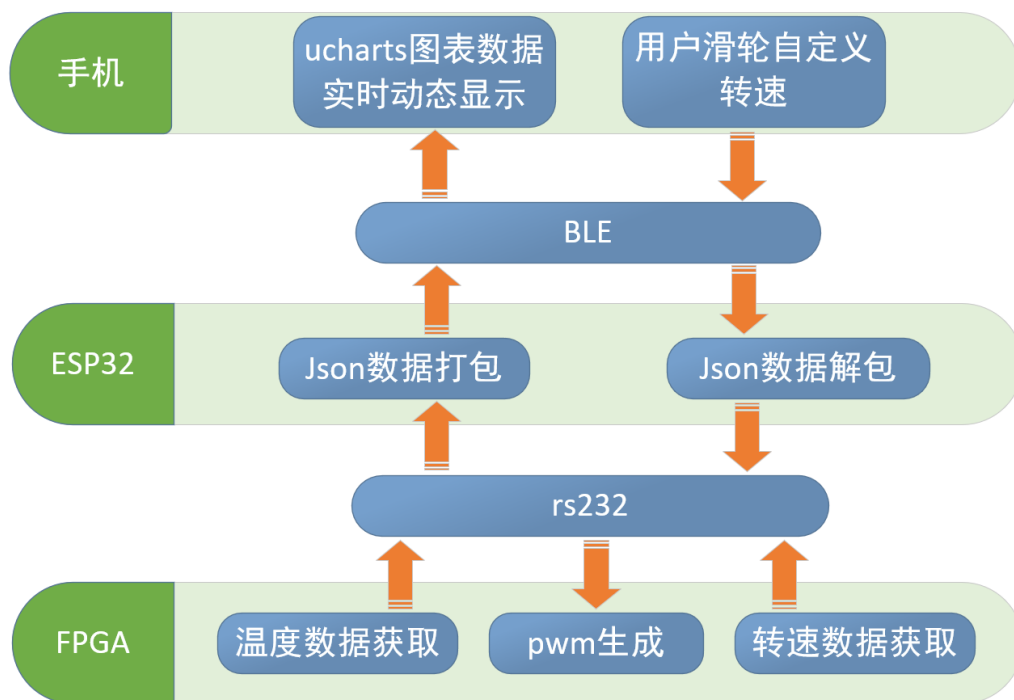 手机
ucharts图表数据
实时动态显示
用户滑轮自定义
转速
BLE
ESP32
Json数据打包
Json数据解包
rs232
FPGA
温度数据获取
pwm生成
转速数据获取